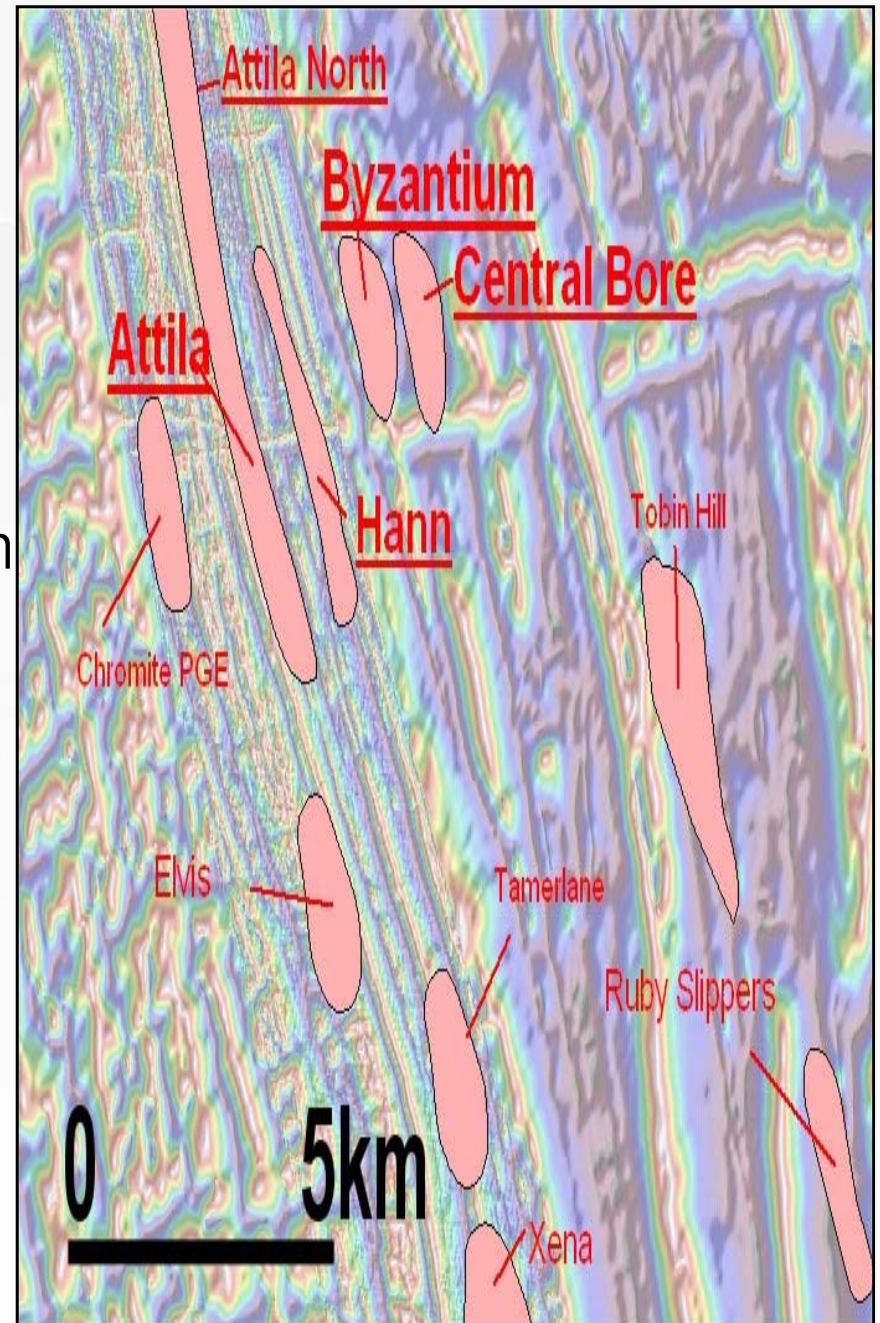 Attila North
Byzantium
Central Bore
Attila
Hann
Tobin Hill
Chromite PGE
Elvis
Tamerlane
Ruby Slippers
0 5km
Xena